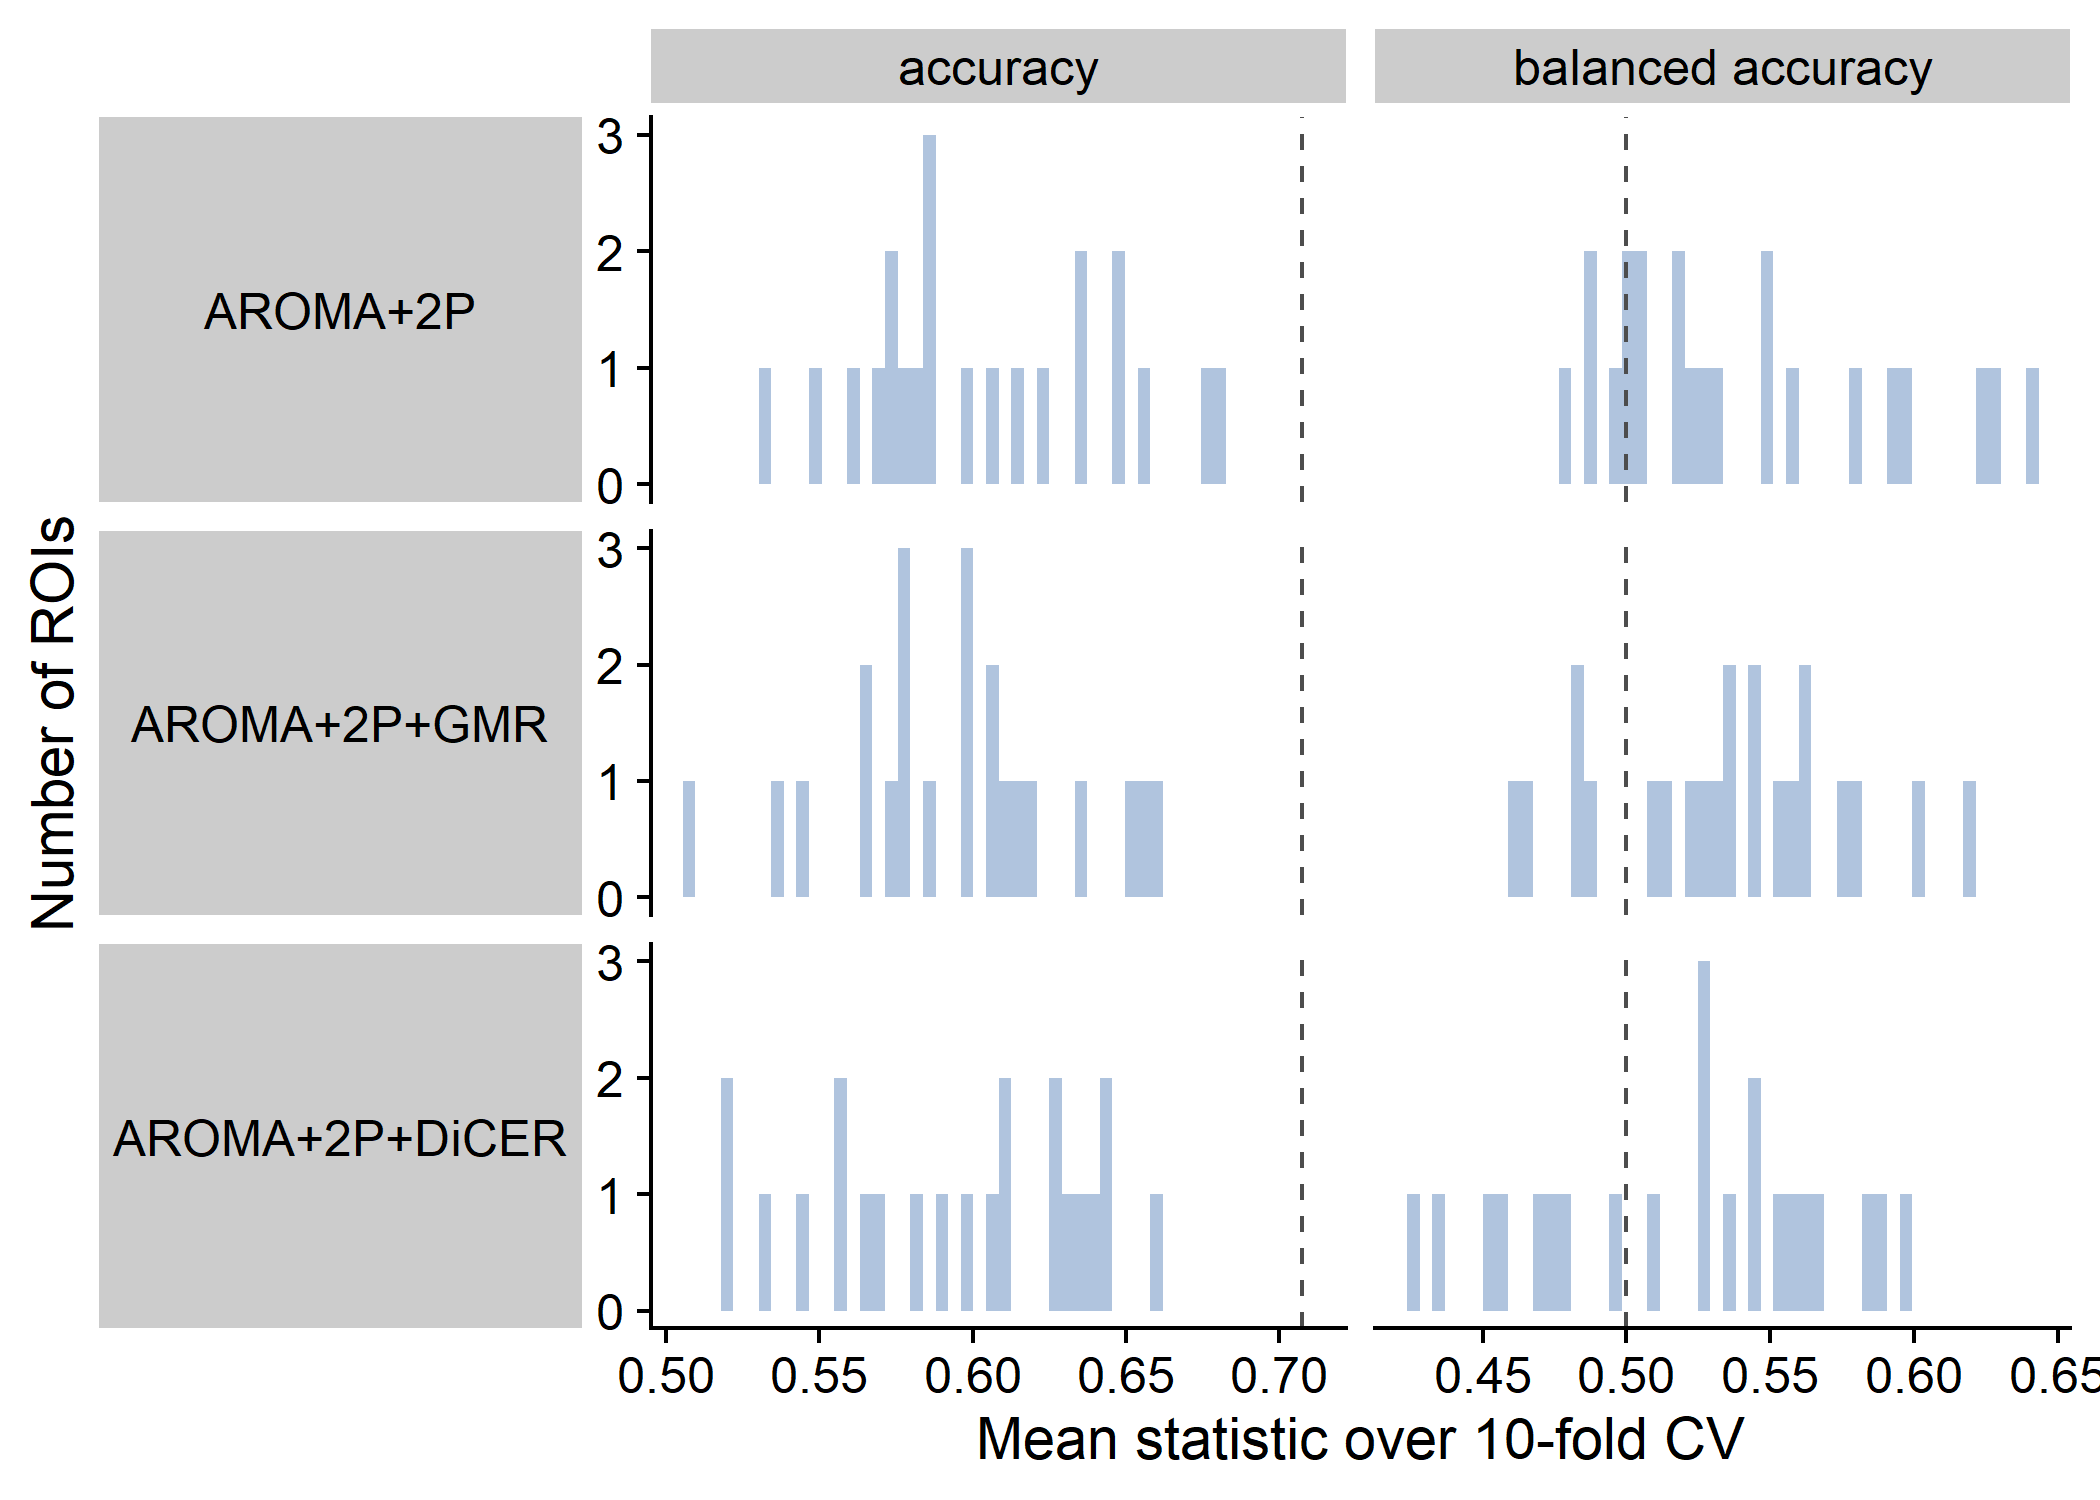 accuracy
balanced accuracy
Number of ROIs
AROMA+2P
3
2
1
0
AROMA+2P+GMR
3
2
1
0
AROMA+2P+DiCER
3
2
1
0
0.50 0.55 0.60 0.65 0.70
0.45 0.50 0.55 0.60 0.65
Mean statistic over 10-fold CV